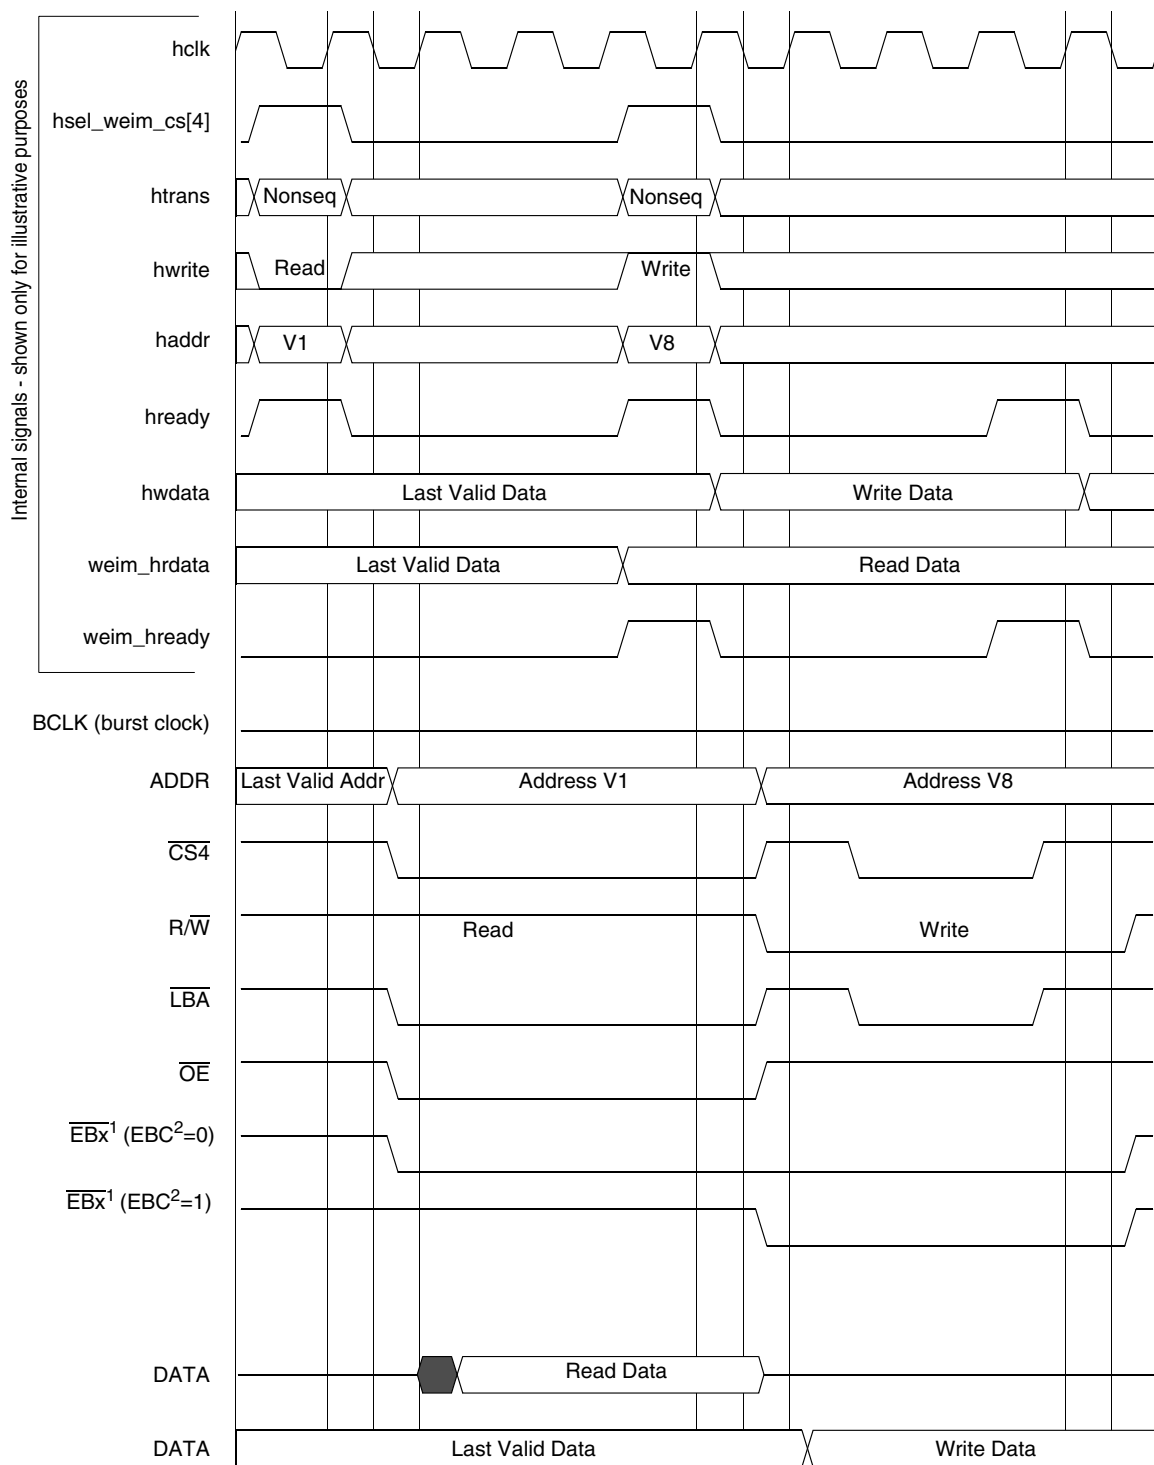 Internal signals - shown only for illustrative purposes
hclk
hsel_weim_cs[4]
htrans Nonseq Nonseq
hwrite Read Write
haddr V1 V8
hready
hwdata Last Valid Data Write Data
weim_hrdata Last Valid Data Read Data
weim_hready
BCLK (burst clock)
ADDR Last Valid Addr Address V1 Address V8
CS4
R/W Read Write
LBA
OE
EBx¹ (EBC²=0)
EBx¹ (EBC²=1)
DATA Read Data
DATA Last Valid Data Write Data